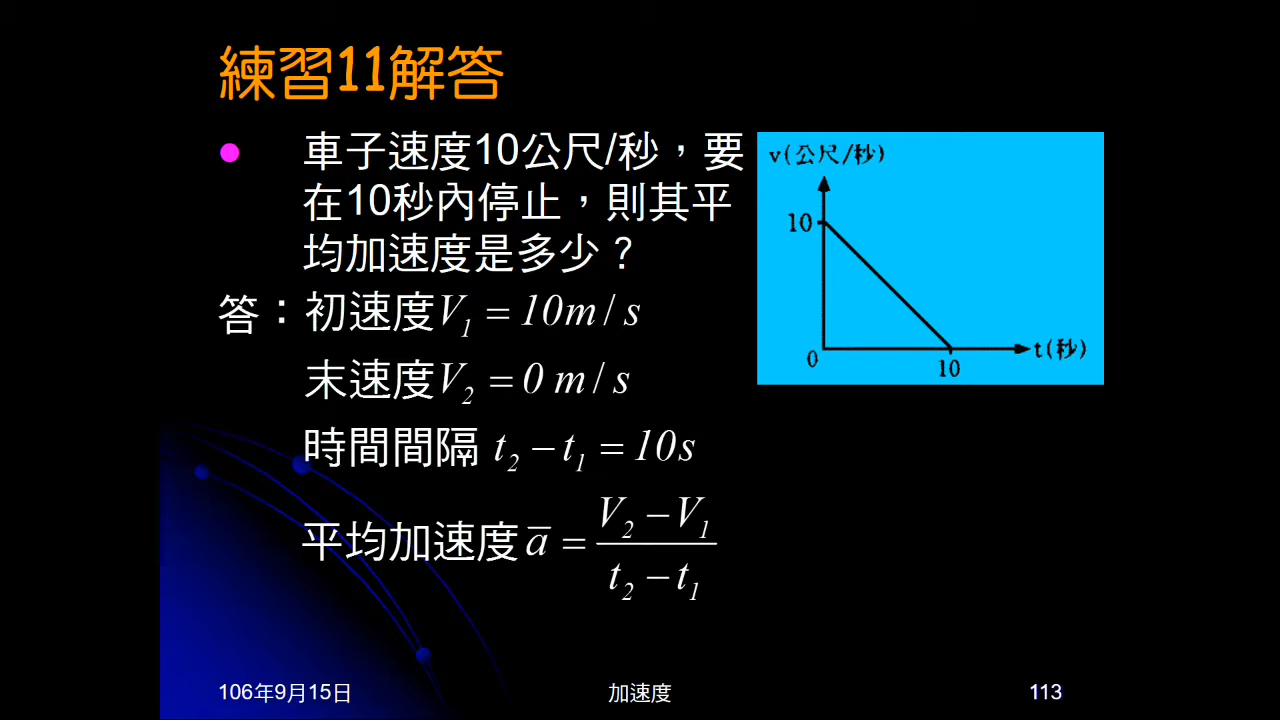 練習11解答
車子速度10公尺/秒，要
在10秒內停止，則其平
均加速度是多少？
答：初速度V₁ = 10m / s
末速度V₂ = 0 m / s
時間間隔 t₂ − t₁ = 10s
平均加速度 a̅ = (V₂ − V₁) / (t₂ − t₁)
v(公尺/秒)
10
0
10
t(秒)
106年9月15日
加速度
113